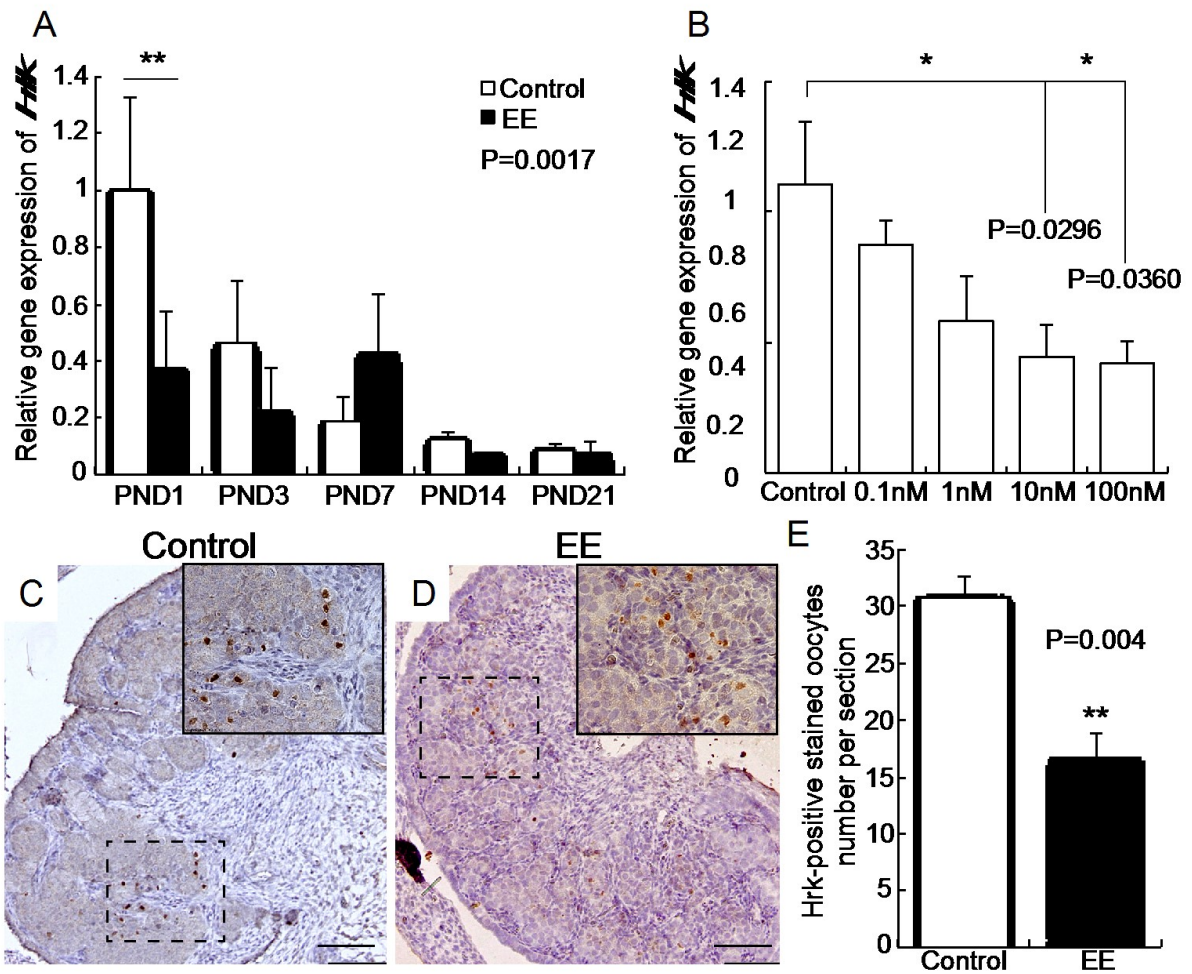 A
Relative gene expression of
**
1.4
1.2
1
0.8
0.6
0.4
0.2
0
Control
EE
P=0.0017
PND1 PND3 PND7 PND14 PND21
B
Relative gene expression of
* *
1.4
1.2
1
0.8
0.6
0.4
0.2
0
P=0.0296
P=0.0360
Control 0.1nM 1nM 10nM 100nM
Control
C
EE
D
E
Hrk-positive stained oocytes
number per section
35
30
25
20
15
10
5
0
P=0.004
**
Control EE